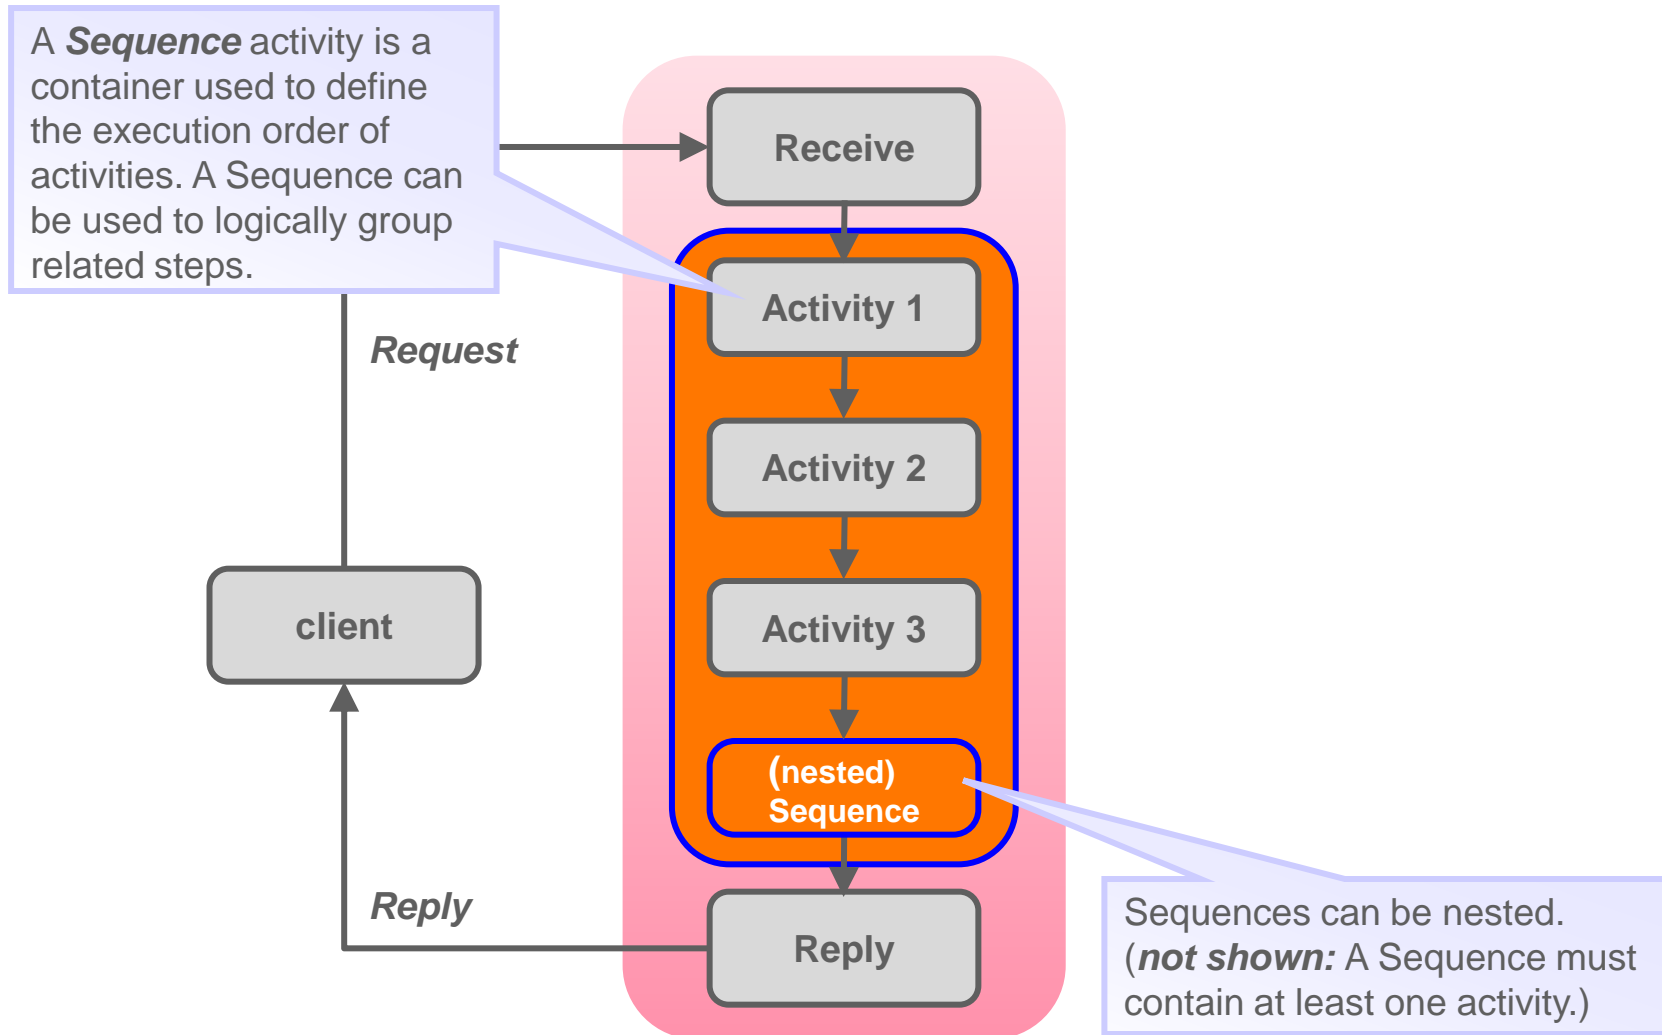 A Sequence activity is a
container used to define
the execution order of
activities. A Sequence can
be used to logically group
related steps.
Receive
Activity 1
Request
Activity 2
client
Activity 3
(nested)
Sequence
Reply
Reply
Sequences can be nested.
(not shown: A Sequence must
contain at least one activity.)